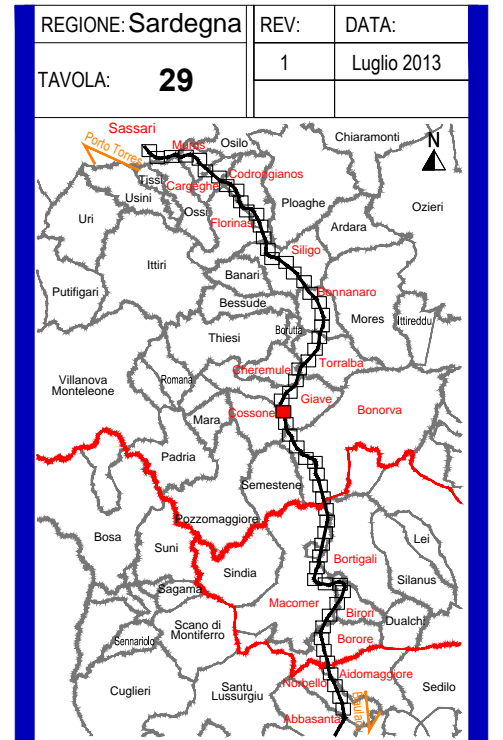 REGIONE: Sardegna
REV:
DATA:
TAVOLA: 29
1
Luglio 2013
Sassari
Porto Torres
Muros
Osilo
Chiaramonti
N
Tissi
Cargeghe
Codrongianos
Usini
Ossi
Ploaghe
Ozieri
Uri
Florinas
Ardara
Siligo
Ittiri
Banari
Putifigari
Bonnanaro
Bessude
Mores
Ittireddu
Thiesi
Borutta
Torralba
Cheremule
Villanova
Monteleone
Romana
Giave
Cossone
Bonorva
Mara
Padria
Semestene
Pozzomaggiore
Bosa
Suni
Lei
Bortigali
Sindia
Silanus
Sagama
Macomer
Birori
Dualchi
Scano di
Montiferro
Sennariolo
Borore
Aidomaggiore
Norbello
Sedilo
Cuglieri
Santu
Lussurgiu
Abbasanta